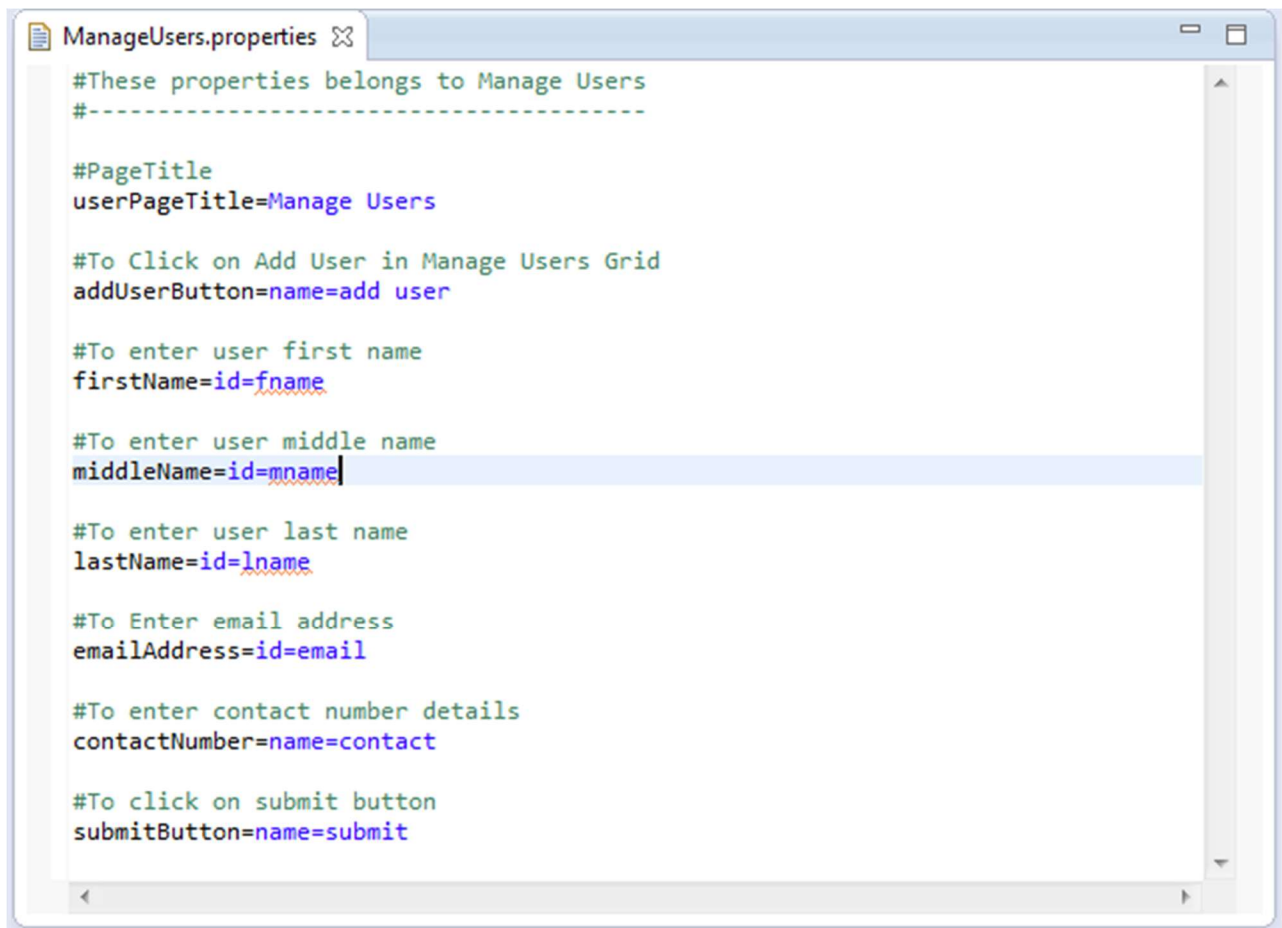 ManageUsers.properties
#These properties belongs to Manage Users
#----------------------------------------
#PageTitle
userPageTitle=Manage Users
#To Click on Add User in Manage Users Grid
addUserButton=name=add user
#To enter user first name
firstName=id=fname
#To enter user middle name
middleName=id=mname
#To enter user last name
lastName=id=lname
#To Enter email address
emailAddress=id=email
#To enter contact number details
contactNumber=name=contact
#To click on submit button
submitButton=name=submit